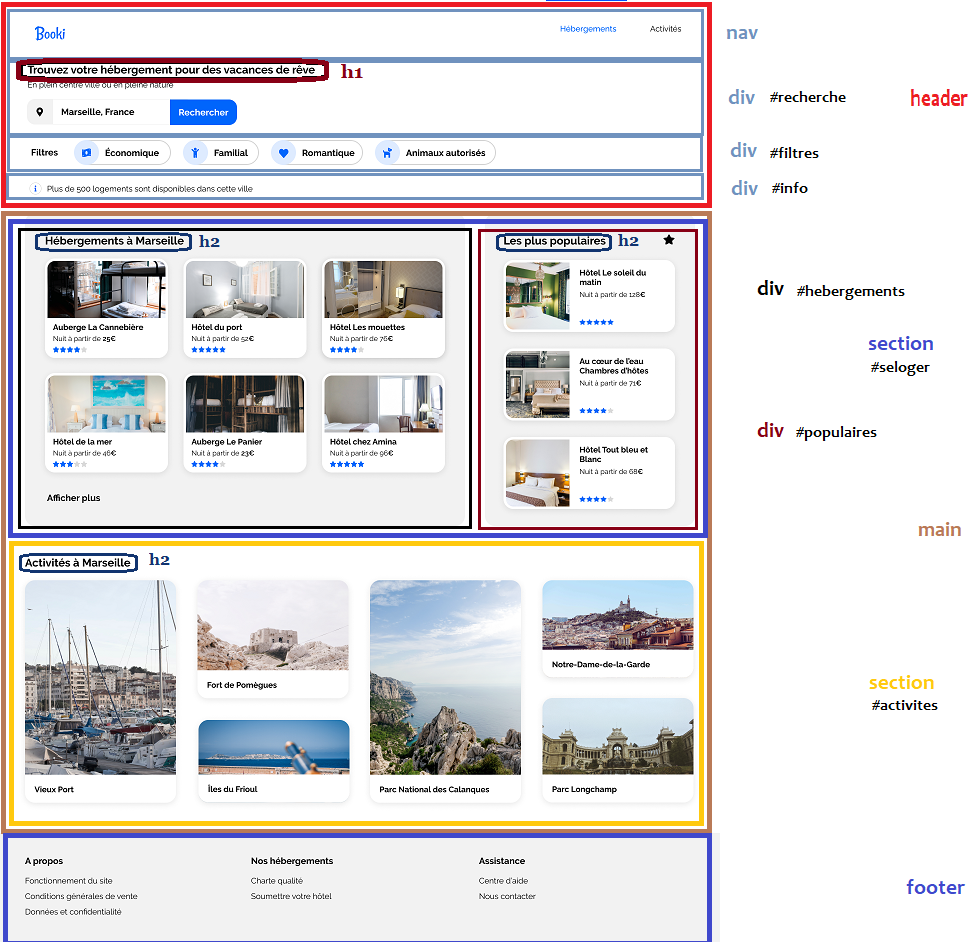 Booki
Hébergements
Activités
nav
Trouvez votre hébergement pour des vacances de rêve
h1
En plein centre ville ou en pleine nature
Marseille, France
Rechercher
div #recherche
header
Filtres
Économique
Familial
Romantique
Animaux autorisés
div #filtres
Plus de 500 logements sont disponibles dans cette ville
div #info
Hébergements à Marseille
h2
Auberge La Cannebière
Nuit à partir de 25€
Hôtel du port
Nuit à partir de 52€
Hôtel Les mouettes
Nuit à partir de 76€
Hôtel de la mer
Nuit à partir de 46€
Auberge Le Panier
Nuit à partir de 23€
Hôtel chez Amina
Nuit à partir de 96€
Afficher plus
Les plus populaires
h2
Hôtel Le soleil du
matin
Nuit à partir de 128€
Au cœur de l'eau
Chambres d'hôtes
Nuit à partir de 71€
Hôtel Tout bleu et
Blanc
Nuit à partir de 68€
div #hebergements
section
#seloger
div #populaires
main
Activités à Marseille
h2
Vieux Port
Fort de Pomègues
Îles du Frioul
Parc National des Calanques
Notre-Dame-de-la-Garde
Parc Longchamp
section
#activites
A propos
Fonctionnement du site
Conditions générales de vente
Données et confidentialité
Nos hébergements
Charte qualité
Soumettre votre hôtel
Assistance
Centre d'aide
Nous contacter
footer